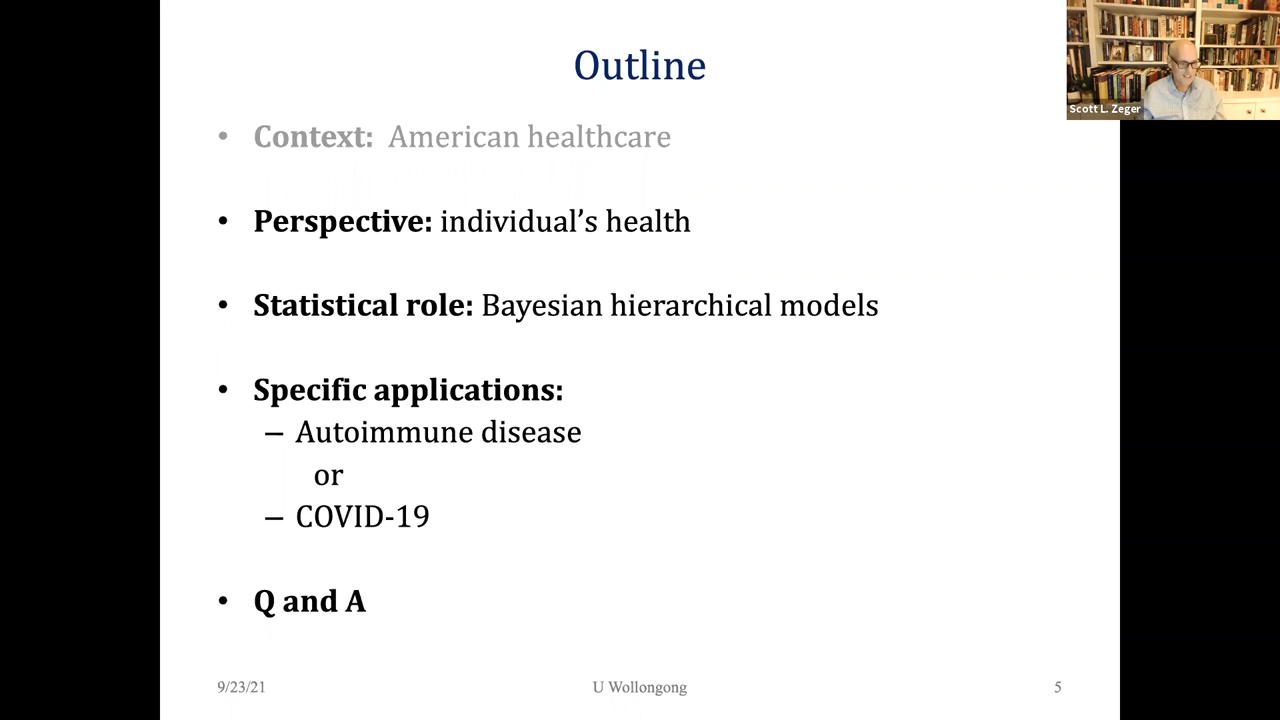 Outline
• Context: American healthcare
• Perspective: individual’s health
• Statistical role: Bayesian hierarchical models
• Specific applications:
– Autoimmune disease
or
– COVID-19
• Q and A
9/23/21
U Wollongong
5
Scott L. Zeger